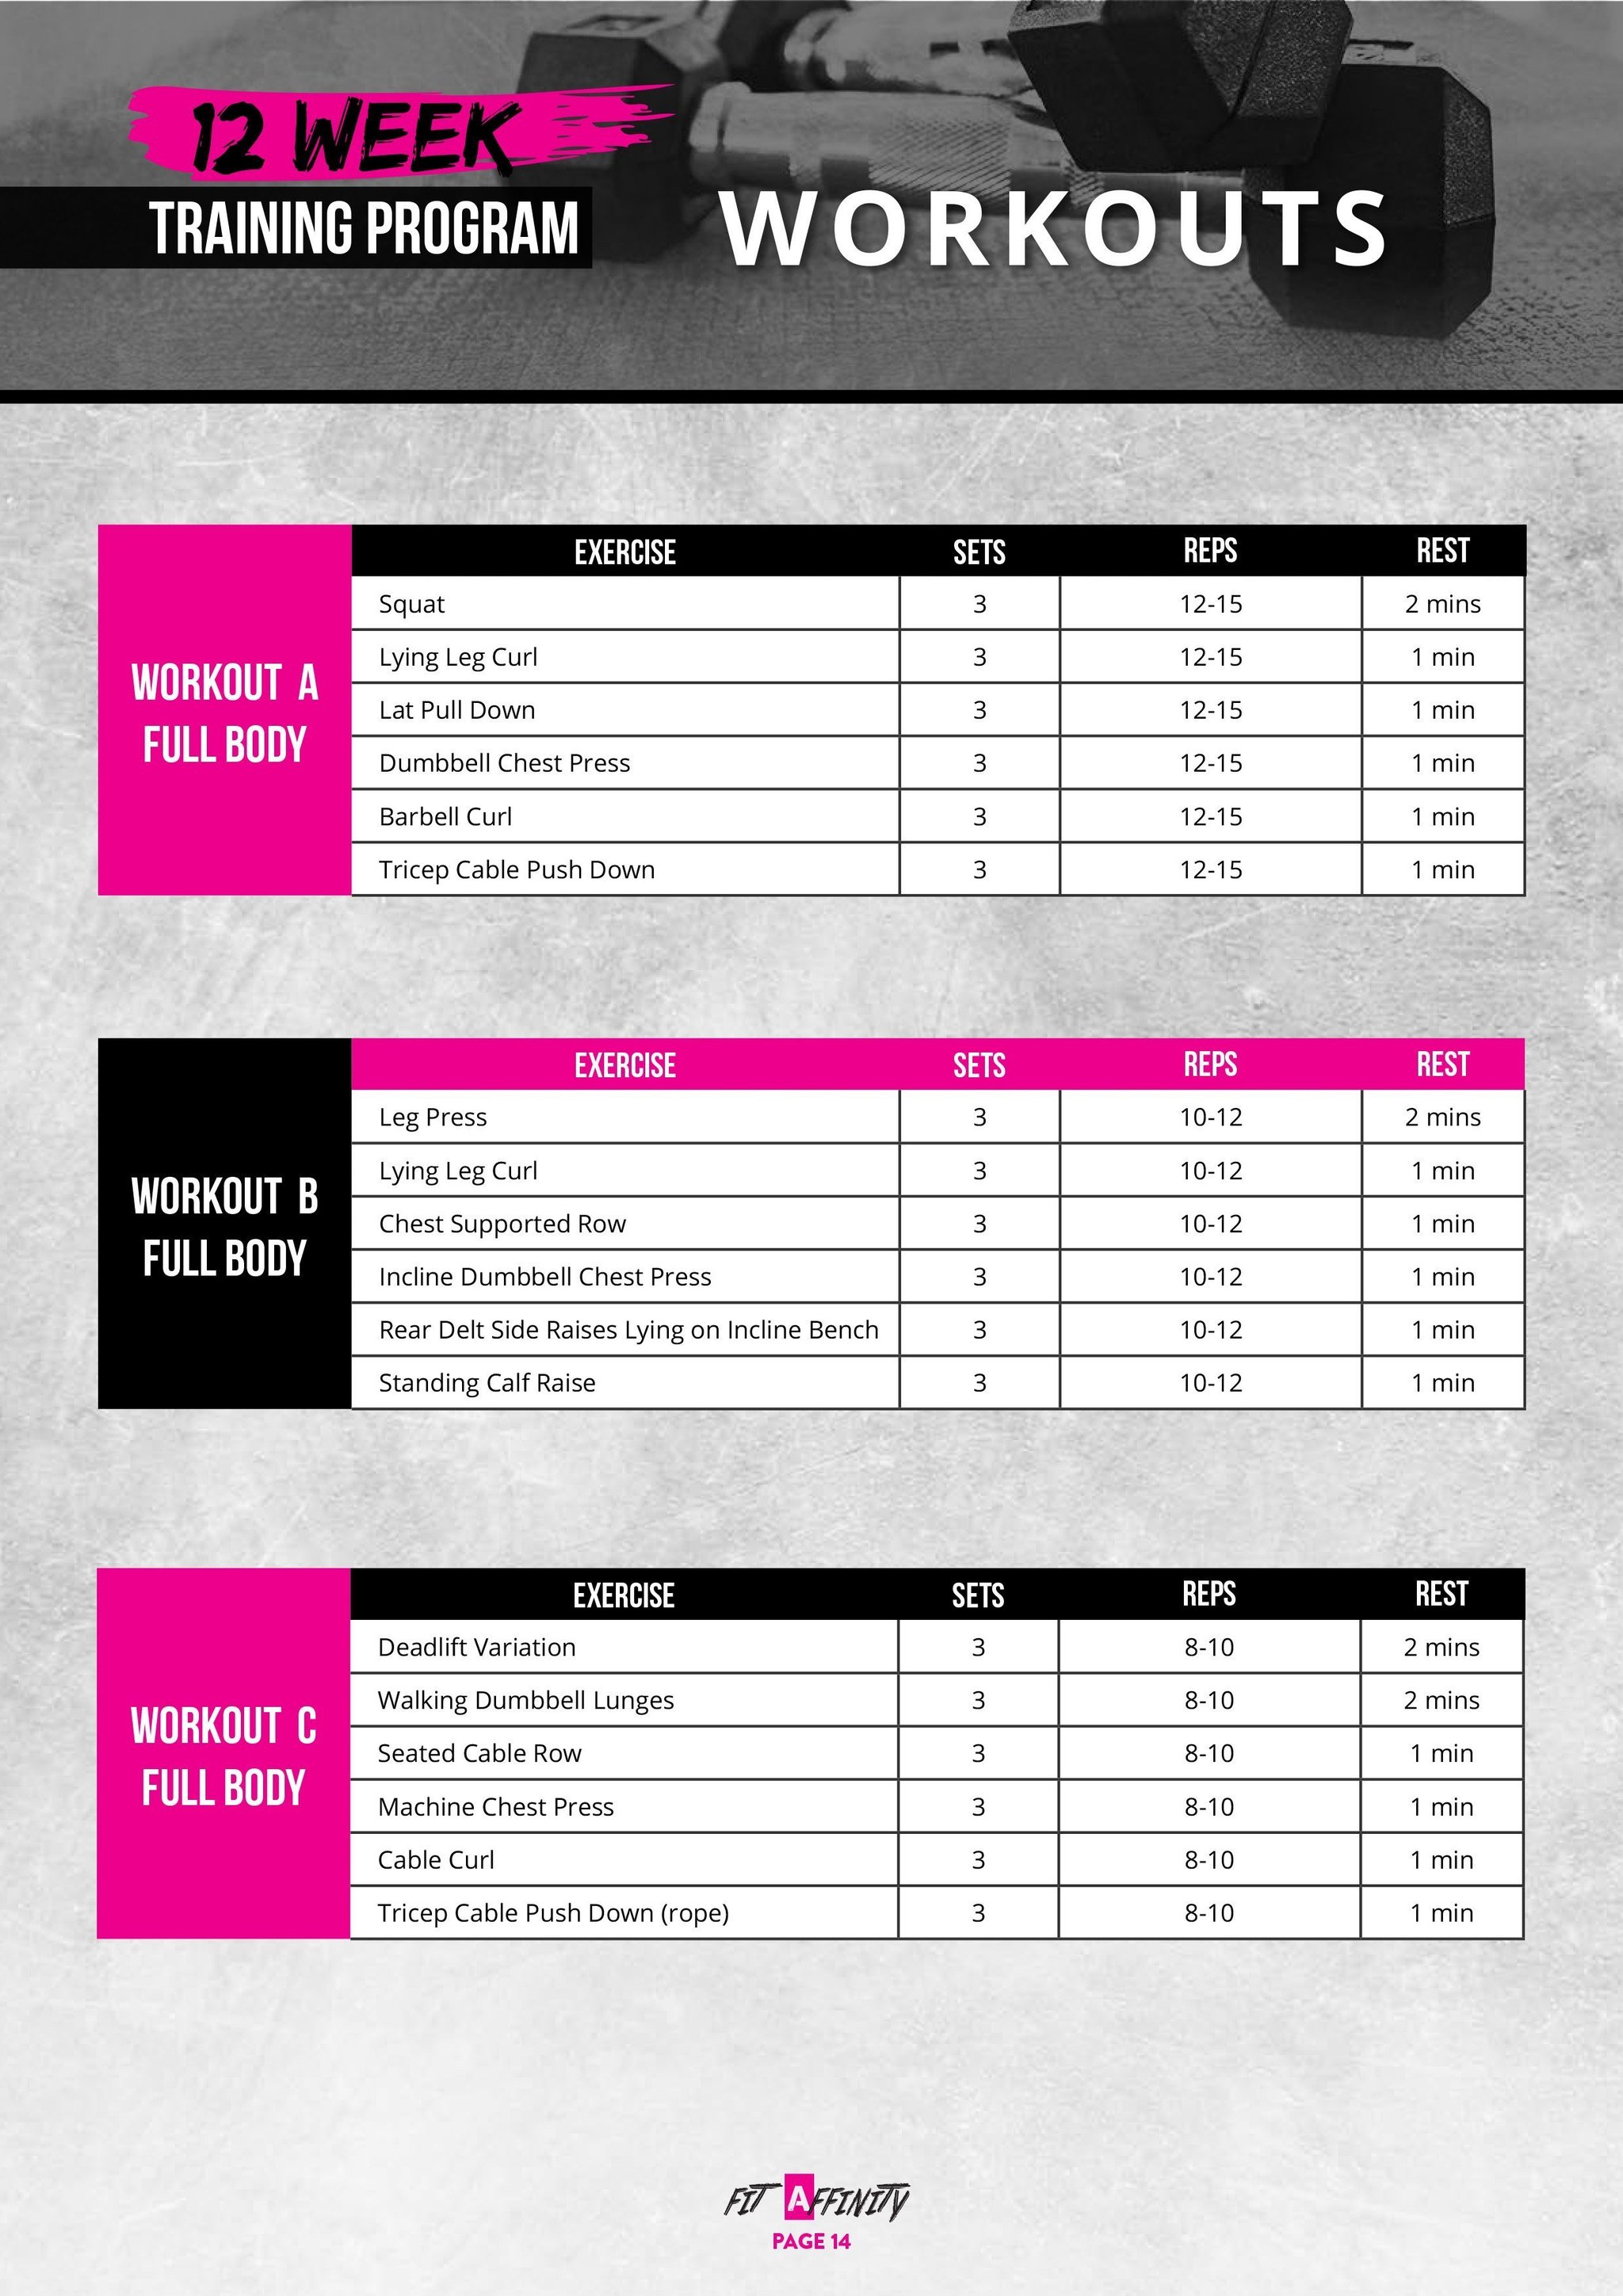 12 WEEK
TRAINING PROGRAM
WORKOUTS
WORKOUT A
FULL BODY
EXERCISE SETS REPS REST
Squat 3 12-15 2 mins
Lying Leg Curl 3 12-15 1 min
Lat Pull Down 3 12-15 1 min
Dumbbell Chest Press 3 12-15 1 min
Barbell Curl 3 12-15 1 min
Tricep Cable Push Down 3 12-15 1 min
WORKOUT B
FULL BODY
EXERCISE SETS REPS REST
Leg Press 3 10-12 2 mins
Lying Leg Curl 3 10-12 1 min
Chest Supported Row 3 10-12 1 min
Incline Dumbbell Chest Press 3 10-12 1 min
Rear Delt Side Raises Lying on Incline Bench 3 10-12 1 min
Standing Calf Raise 3 10-12 1 min
WORKOUT C
FULL BODY
EXERCISE SETS REPS REST
Deadlift Variation 3 8-10 2 mins
Walking Dumbbell Lunges 3 8-10 2 mins
Seated Cable Row 3 8-10 1 min
Machine Chest Press 3 8-10 1 min
Cable Curl 3 8-10 1 min
Tricep Cable Push Down (rope) 3 8-10 1 min
FIT AFFINITY
PAGE 14